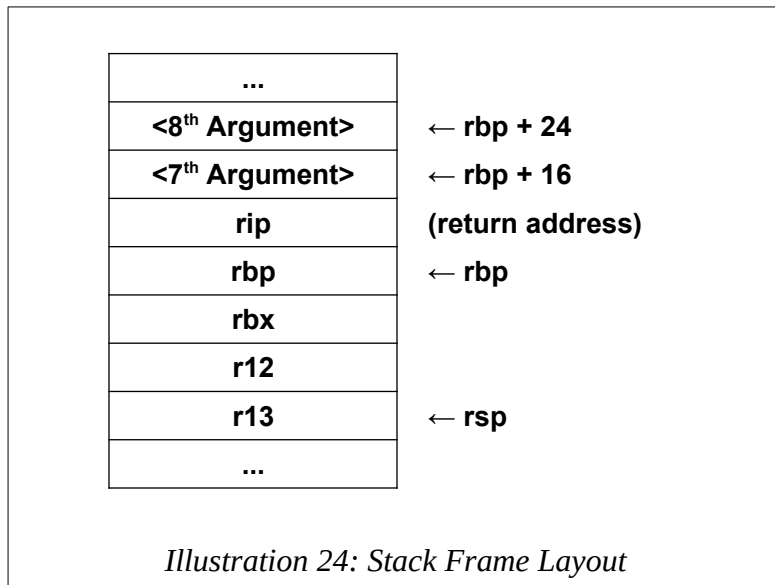 ...
<8th Argument> ← rbp + 24
<7th Argument> ← rbp + 16
rip (return address)
rbp ← rbp
rbx
r12
r13 ← rsp
...
Illustration 24: Stack Frame Layout